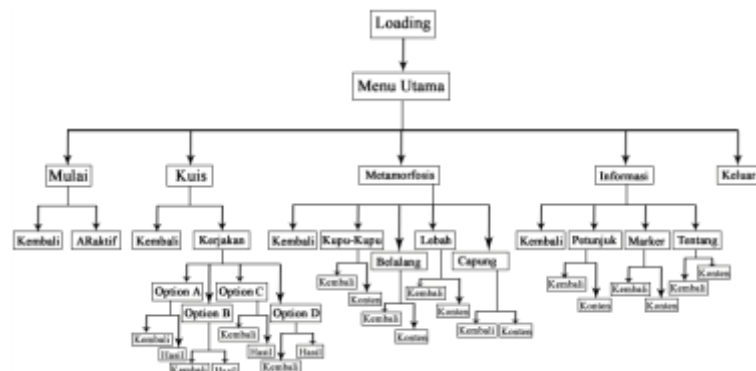 Loading
Menu Utama
Mulai
Kuis
Metamorfosis
Informasi
Keluar
Kembali
ARaktif
Kembali
Kerjakan
Kembali
Kupu-Kupu
Lebah
Kembali
Petunjuk
Marker
Tentang
Belalang
Capung
Option A
Option C
Option B
Option D
Kembali
Konten
Kembali
Konten
Kembali
Konten
Kembali
Konten
Kembali
Konten
Kembali
Konten
Kembali
Konten
Kembali
Hasil
Kembali
Hasil
Kembali
Hasil
Kembali
Hasil